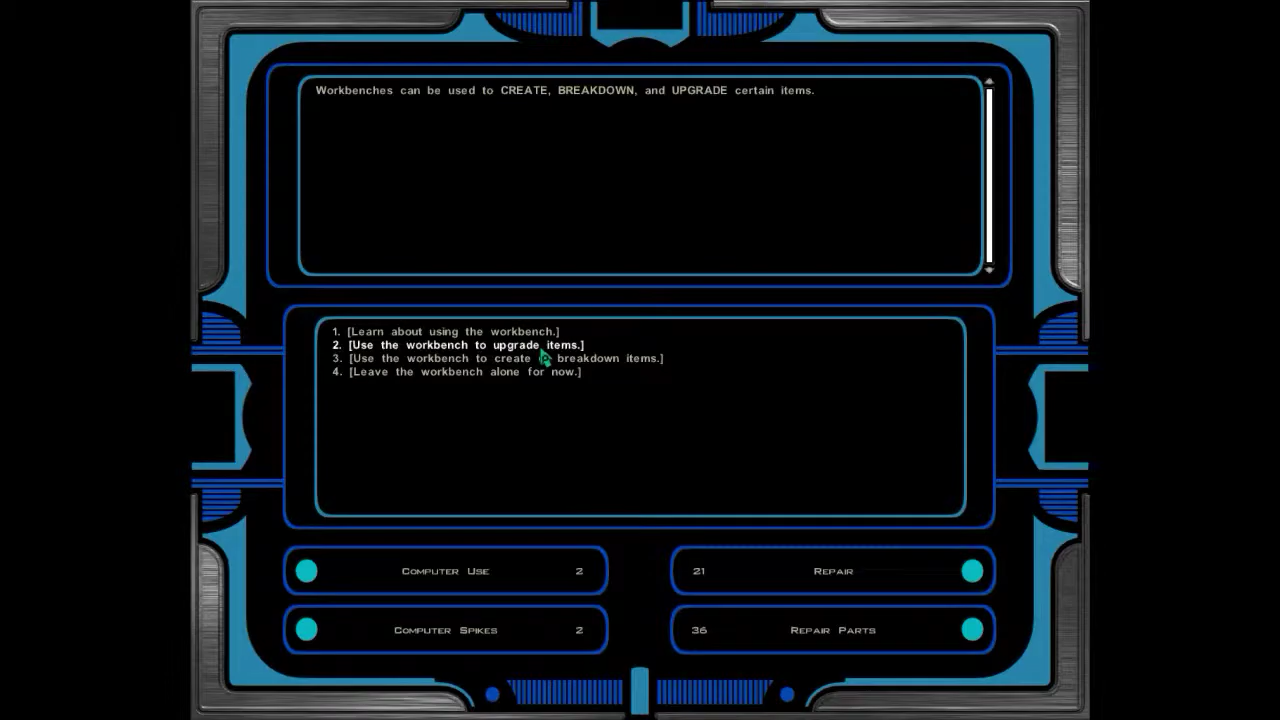 Workbenches can be used to CREATE, BREAKDOWN, and UPGRADE certain items.
1. [Learn about using the workbench.]
2. [Use the workbench to upgrade items.]
3. [Use the workbench to create breakdown items.]
4. [Leave the workbench alone for now.]
COMPUTER USE 2
21 REPAIR
COMPUTER SPIKES 2
36 REPAIR PARTS